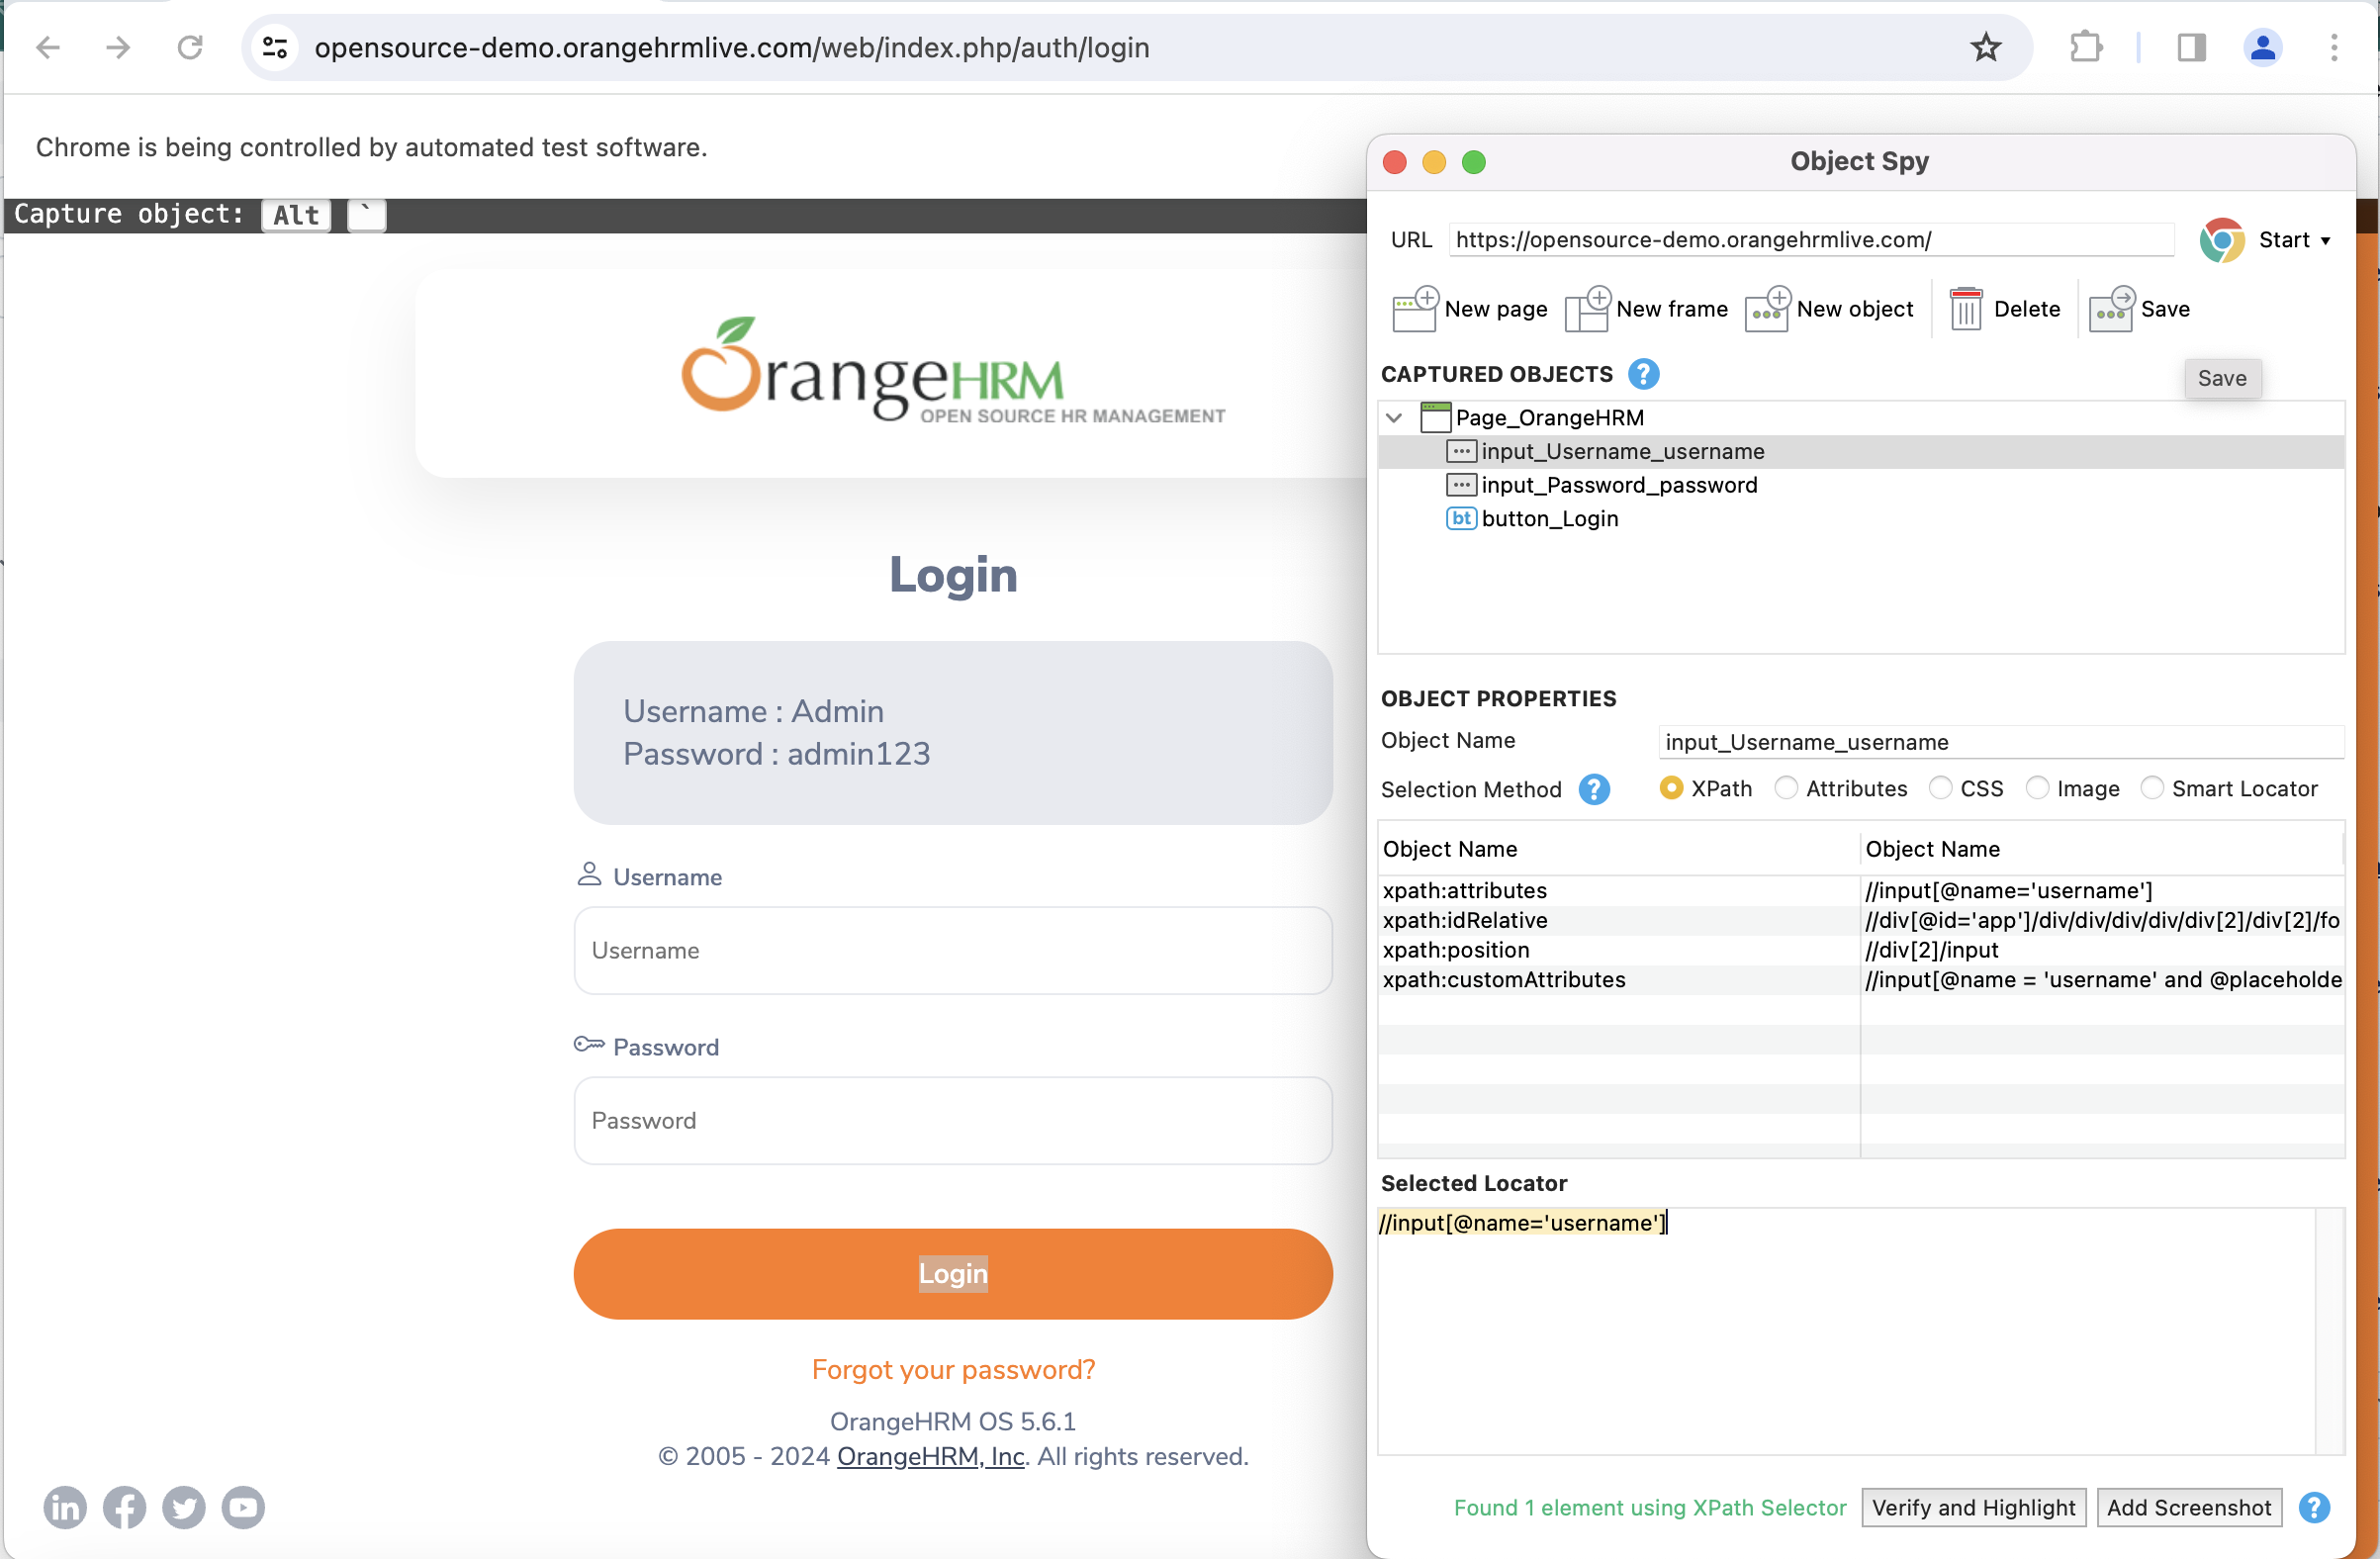 opensource-demo.orangehrmlive.com/web/index.php/auth/login
Chrome is being controlled by automated test software.
Capture object: Alt `
OrangeHRM
OPEN SOURCE HR MANAGEMENT
Login
Username : Admin
Password : admin123
Username
Username
Password
Password
Login
Forgot your password?
OrangeHRM OS 5.6.1
© 2005 - 2024 OrangeHRM, Inc. All rights reserved.
in
Object Spy
URL https://opensource-demo.orangehrmlive.com/ Start
New page New frame New object Delete Save
CAPTURED OBJECTS ?
Save
Page_OrangeHRM
input_Username_username
input_Password_password
bt button_Login
OBJECT PROPERTIES
Object Name input_Username_username
Selection Method ? XPath Attributes CSS Image Smart Locator
Object Name Object Name
xpath:attributes //input[@name='username']
xpath:idRelative //div[@id='app']/div/div/div/div/div[2]/div[2]/fo
xpath:position //div[2]/input
xpath:customAttributes //input[@name = 'username' and @placeholde
Selected Locator
//input[@name='username']
Found 1 element using XPath Selector Verify and Highlight Add Screenshot ?